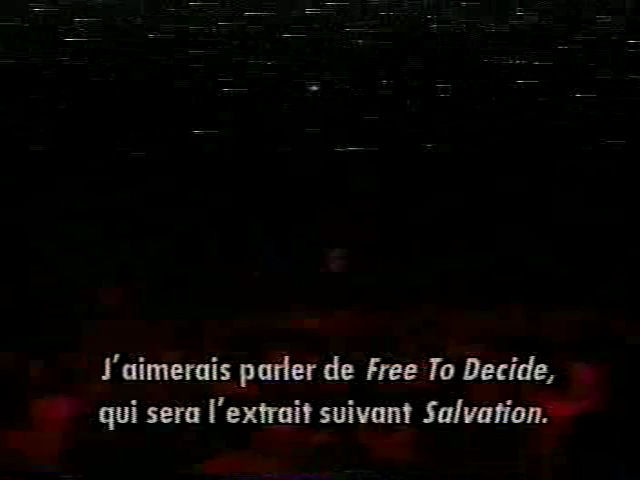 J'aimerais parler de Free To Decide,
qui sera l'extrait suivant Salvation.